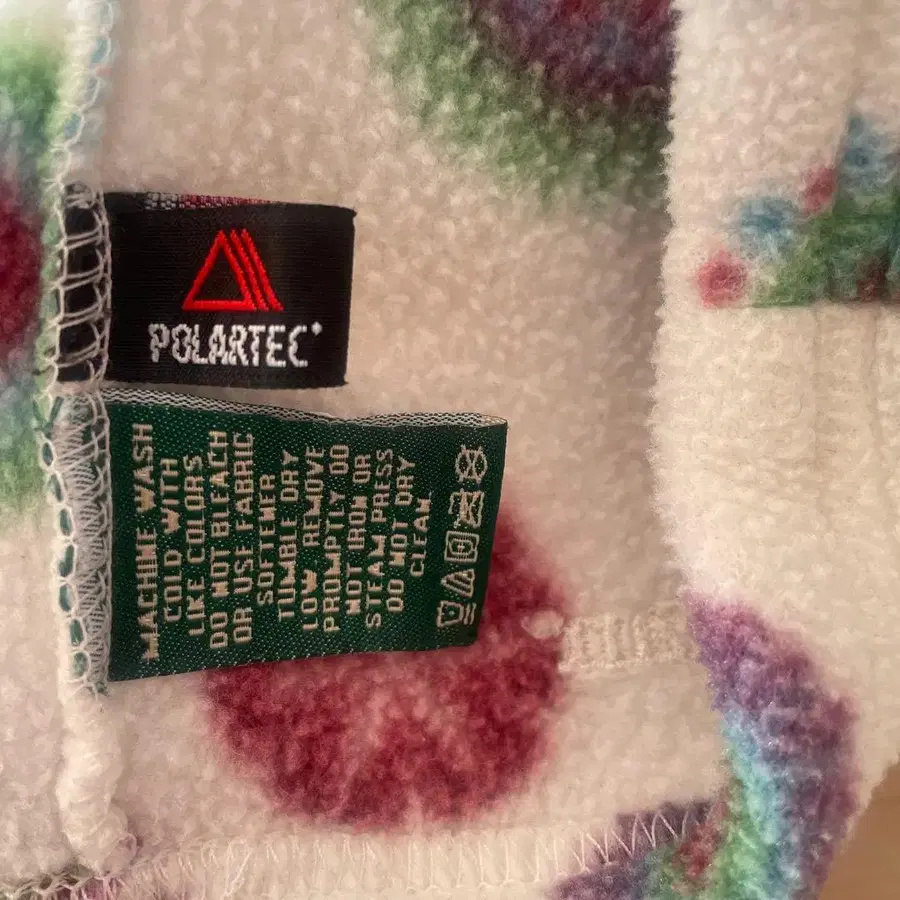 POLARTEC®
MACHINE WASH
COLD WITH
LIKE COLORS
DO NOT BLEACH
OR USE FABRIC
SOFTENER
TUMBLE DRY
LOW REMOVE
PROMPTLY DO
NOT IRON OR
STEAM PRESS
DO NOT DRY
CLEAN